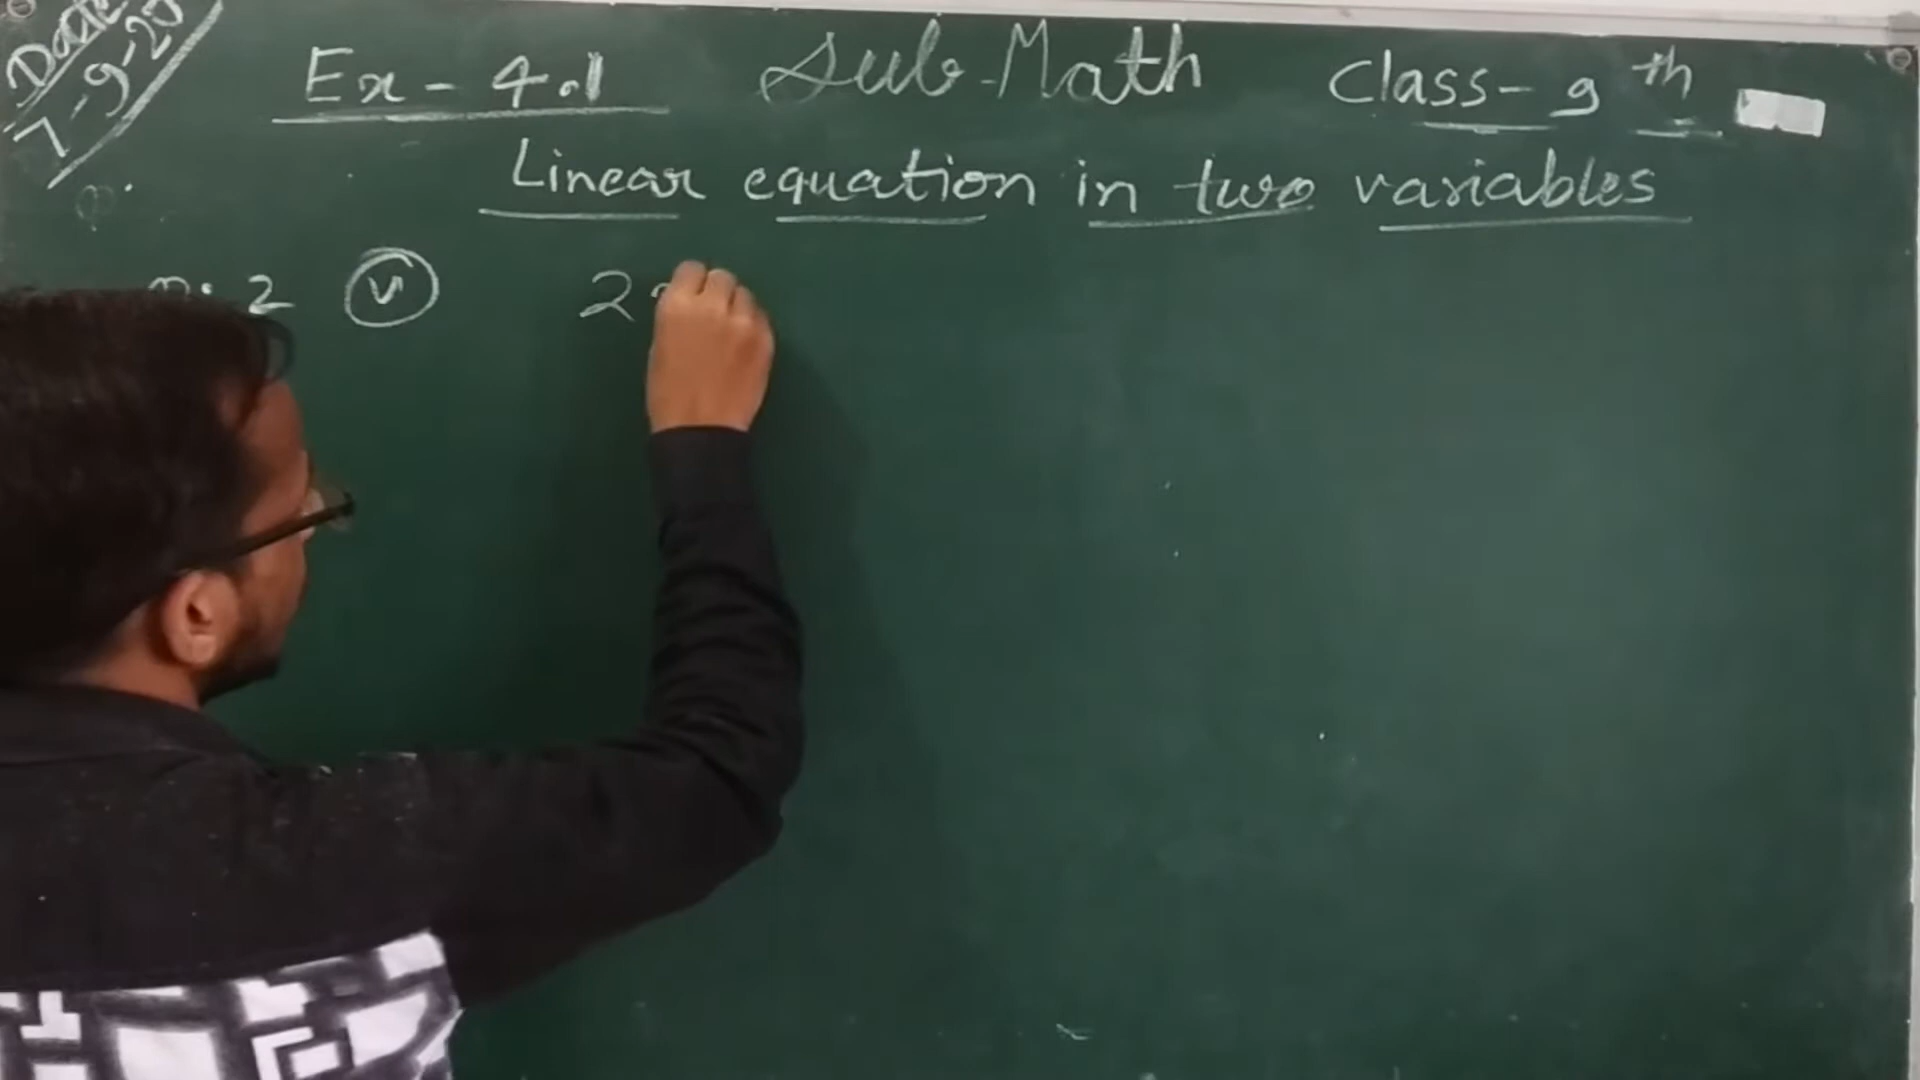 Date
7-9-20
Ex - 4.1 Sub-Math Class- 9th
Linear equation in two variables
2 v 2